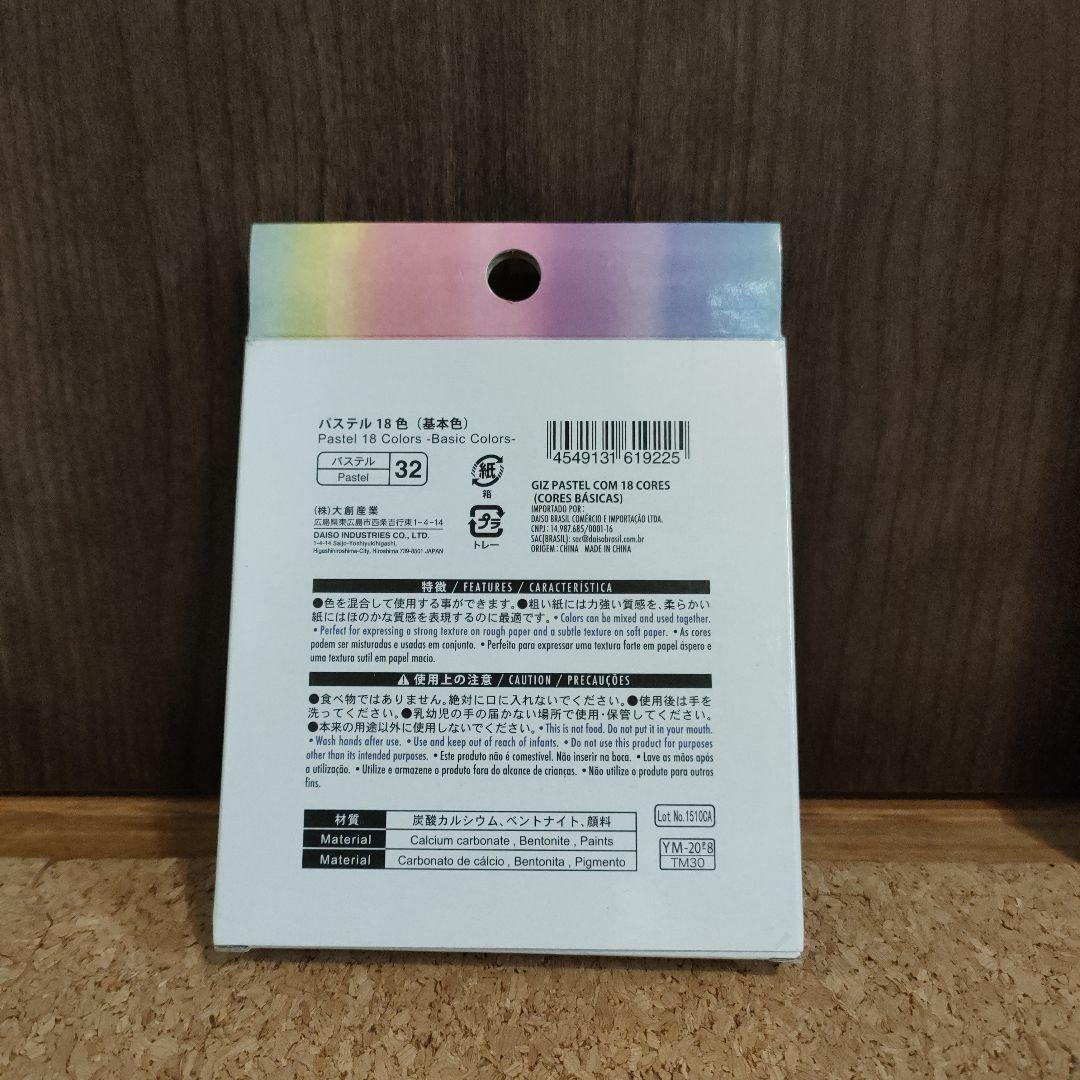 パステル 18 色（基本色）
Pastel 18 Colors -Basic Colors-
パステル
Pastel
32
紙
箱
プラ
トレー
(株)大創産業
広島県東広島市西条吉行東1-4-14
DAISO INDUSTRIES CO., LTD.
1-4-14 Saijo-Yoshiyukihigashi,
Higashihiroshima-City, Hiroshima 739-8501 JAPAN
4549131 619225
GIZ PASTEL COM 18 CORES
(CORES BÁSICAS)
IMPORTADO POR:
DAISO BRASIL COMÉRCIO E IMPORTAÇÃO LTDA.
CNPJ: 14.987.685/0001-16
SAC(BRASIL): sac@daisobrasil.com.br
ORIGEM: CHINA MADE IN CHINA
特徴 / FEATURES / CARACTERÍSTICA
●色を混合して使用する事ができます。●粗い紙には力強い質感を、柔らかい
紙にはほのかな質感を表現するのに最適です。• Colors can be mixed and used together.
• Perfect for expressing a strong texture on rough paper and a subtle texture on soft paper. • As cores
podem ser misturadas e usadas em conjunto. • Perfeito para expressar uma textura forte em papel áspero e
uma textura sutil em papel macio.
⚠ 使用上の注意 / CAUTION / PRECAUÇÕES
●食べ物ではありません。絶対に口に入れないでください。●使用後は手を
洗ってください。●乳幼児の手の届かない場所で使用・保管してください。
●本来の用途以外に使用しないでください。• This is not food. Do not put it in your mouth.
• Wash hands after use. • Use and keep out of reach of infants. • Do not use this product for purposes
other than its intended purposes. • Este produto não é comestível. Não inserir na boca. • Lave as mãos após
a utilização. • Utilize e armazene o produto fora do alcance de crianças. • Não utilize o produto para outros
fins.
材質 炭酸カルシウム、ベントナイト、顔料
Material Calcium carbonate , Bentonite , Paints
Material Carbonato de cálcio , Bentonita , Pigmento
Lot No.1510CA
TM30